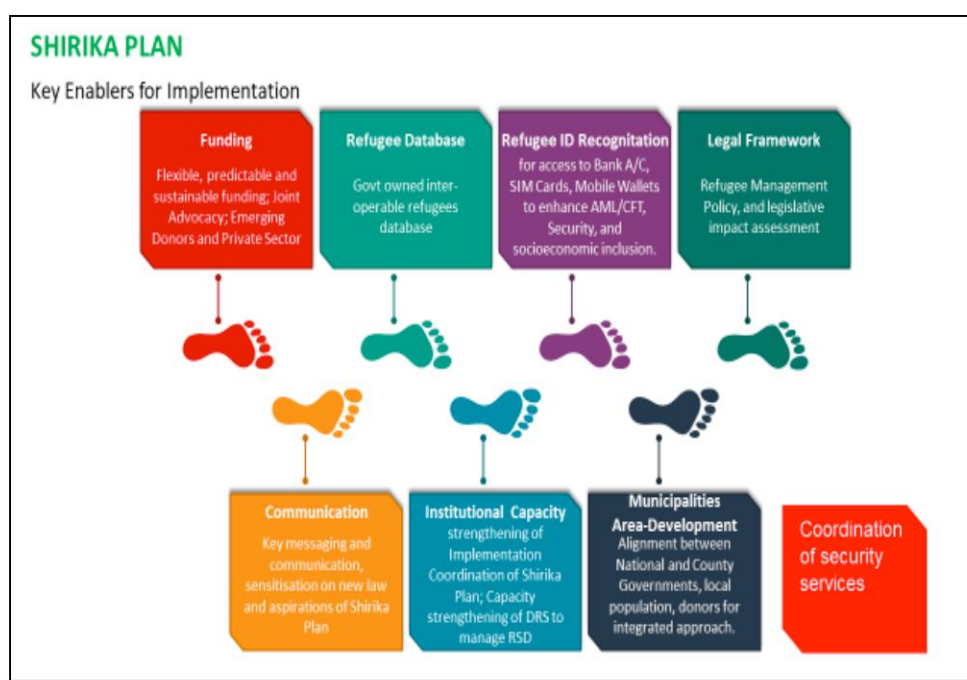 SHIRIKA PLAN
Key Enablers for Implementation
Funding
Flexible, predictable and
sustainable funding; Joint
Advocacy; Emerging
Donors and Private Sector
Refugee Database
Govt owned inter-
operable refugees
database
Refugee ID Recognitation
for access to Bank A/C,
SIM Cards, Mobile Wallets
to enhance AML/CFT,
Security, and
socioeconomic inclusion.
Legal Framework
Refugee Management
Policy, and legislative
impact assessment
Communication
Key messaging and
communication,
sensitisation on new law
and aspirations of Shirika
Plan
Institutional Capacity
strengthening of
Implementation
Coordination of Shirika
Plan; Capacity
strengthening of DRS to
manage RSD
Municipalities
Area-Development
Alignment between
National and County
Governments, local
population, donors for
integrated approach.
Coordination
of security
services